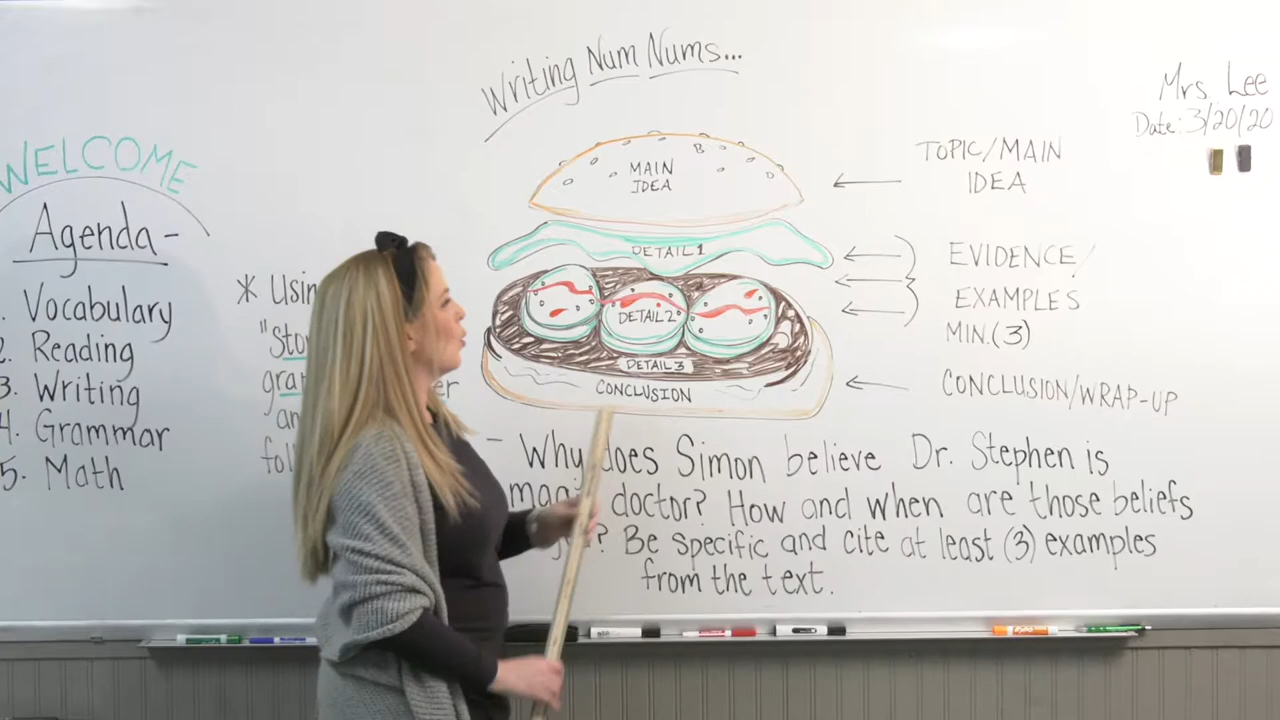 Writing Num Nums...
Mrs. Lee
Date: 3/20/20
WELCOME
Agenda-
Vocabulary
2. Reading
3. Writing
4. Grammar
5. Math
* Using
"Sto
gra
er
an
fol
MAIN
IDEA
DETAIL 1
DETAIL 2
DETAIL 3
CONCLUSION
TOPIC/MAIN
IDEA
EVIDENCE/
EXAMPLES
MIN.(3)
CONCLUSION/WRAP-UP
- Why does Simon believe Dr. Stephen is
doctor? How and when are those beliefs
? Be specific and cite at least (3) examples
from the text.